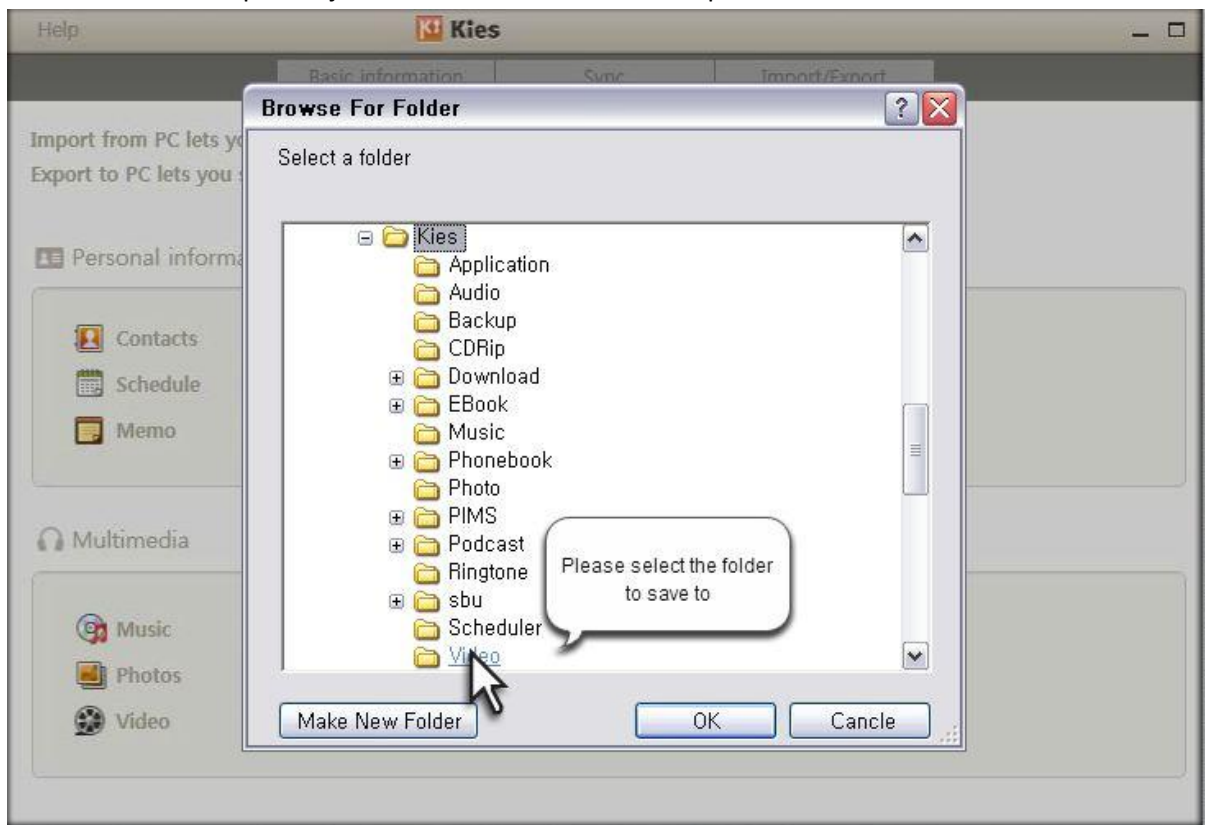 Help
Kies
Basic information
Sync
Import/Export
Browse For Folder
Import from PC lets yo
Export to PC lets you
Select a folder
Personal informa
Contacts
Schedule
Memo
Multimedia
Music
Photos
Video
Kies
Application
Audio
Backup
CDRip
Download
EBook
Music
Phonebook
Photo
PIMS
Podcast
Ringtone
sbu
Scheduler
Video
Please select the folder
to save to
Make New Folder
OK
Cancle